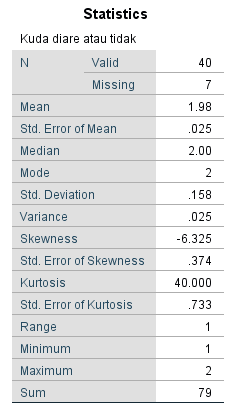 Statistics
Kuda diare atau tidak
N Valid 40
Missing 7
Mean 1.98
Std. Error of Mean .025
Median 2.00
Mode 2
Std. Deviation .158
Variance .025
Skewness -6.325
Std. Error of Skewness .374
Kurtosis 40.000
Std. Error of Kurtosis .733
Range 1
Minimum 1
Maximum 2
Sum 79